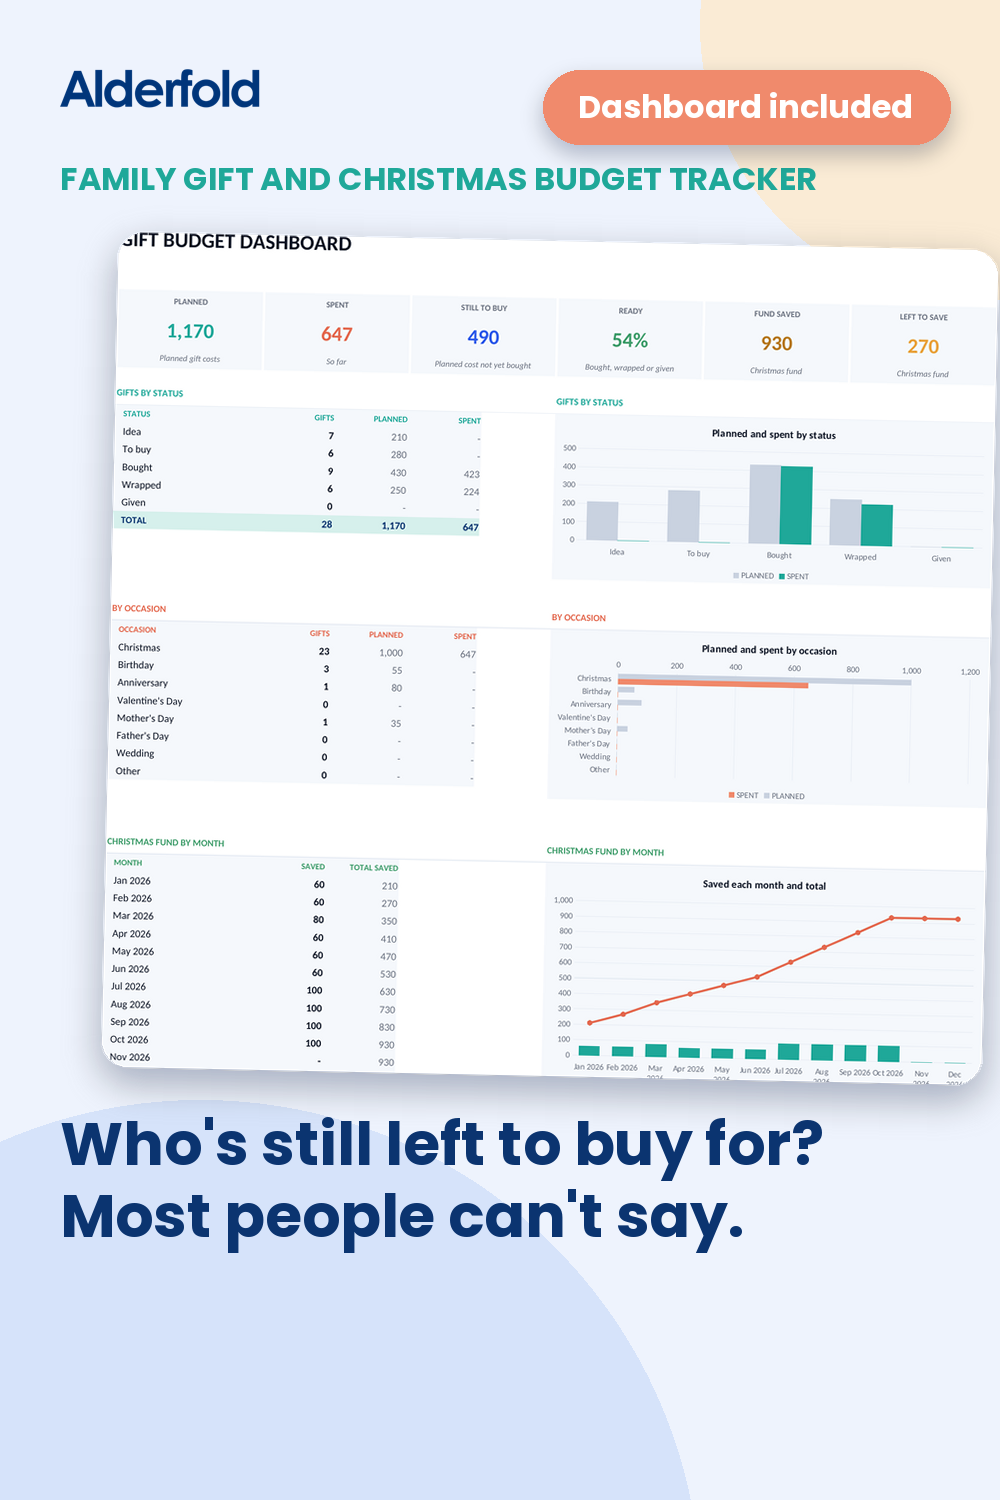 Alderfold
Dashboard included
FAMILY GIFT AND CHRISTMAS BUDGET TRACKER
GIFT BUDGET DASHBOARD
PLANNED SPENT STILL TO BUY READY FUND SAVED LEFT TO SAVE
1,170 647 490 54% 930 270
Planned gift costs So far Planned cost not yet bought Bought, wrapped or given Christmas fund Christmas fund
GIFTS BY STATUS
STATUS GIFTS PLANNED SPENT
Idea 7 210 -
To buy 6 280 -
Bought 9 430 423
Wrapped 6 250 224
Given 0 - -
TOTAL 28 1,170 647
GIFTS BY STATUS
Planned and spent by status
500
400
300
200
100
0
Idea To buy Bought Wrapped Given
PLANNED SPENT
BY OCCASION
OCCASION GIFTS PLANNED SPENT
Christmas 23 1,000 647
Birthday 3 55 -
Anniversary 1 80 -
Valentine's Day 0 - -
Mother's Day 1 35 -
Father's Day 0 - -
Wedding 0 - -
Other 0 - -
BY OCCASION
Planned and spent by occasion
0 200 400 600 800 1,000 1,200
Christmas
Birthday
Anniversary
Valentine's Day
Mother's Day
Father's Day
Wedding
Other
SPENT PLANNED
CHRISTMAS FUND BY MONTH
MONTH SAVED TOTAL SAVED
Jan 2026 60 210
Feb 2026 60 270
Mar 2026 80 350
Apr 2026 60 410
May 2026 60 470
Jun 2026 60 530
Jul 2026 100 630
Aug 2026 100 730
Sep 2026 100 830
Oct 2026 100 930
Nov 2026 - 930
CHRISTMAS FUND BY MONTH
Saved each month and total
1,000
900
800
700
600
500
400
300
200
100
0
Jan 2026 Feb 2026 Mar 2026 Apr 2026 May 2026 Jun 2026 Jul 2026 Aug 2026 Sep 2026 Oct 2026 Nov 2026 Dec
Who's still left to buy for?
Most people can't say.